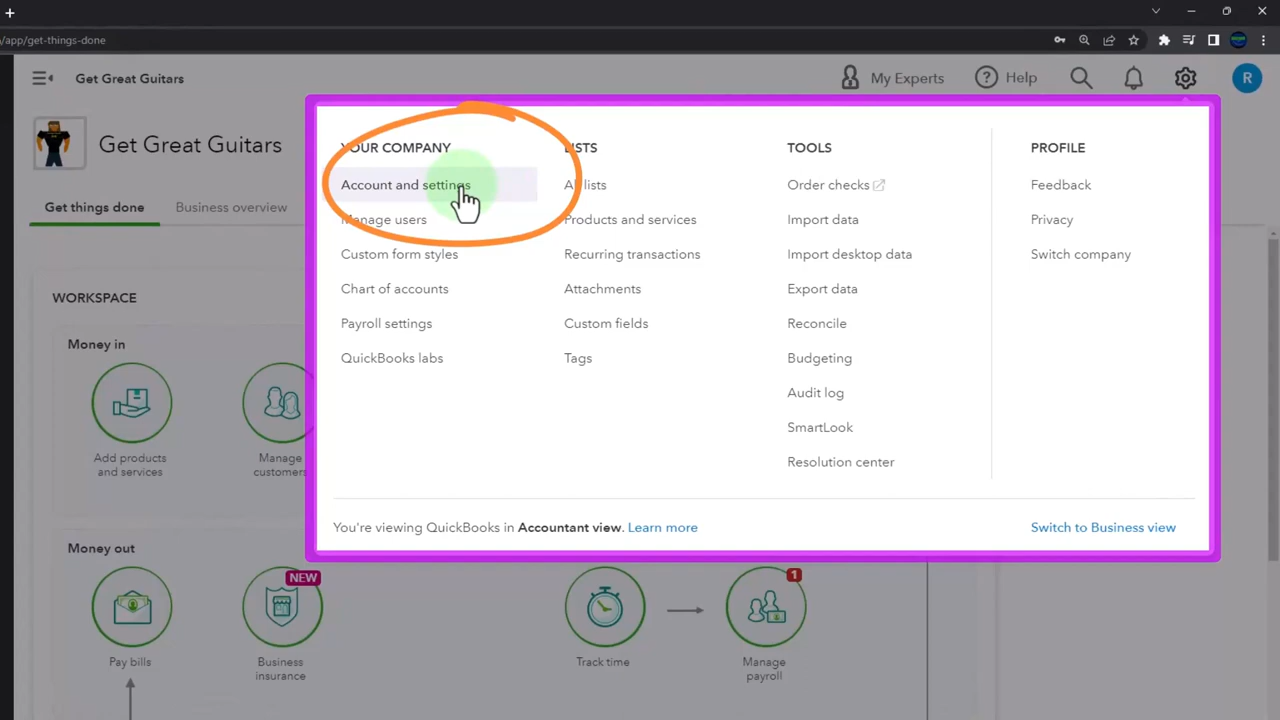 /app/get-things-done
Get Great Guitars
My Experts
Help
R
Get Great Guitars
Get things done
Business overview
WORKSPACE
Money in
Add products
and services
Manage
customers
Money out
NEW
Pay bills
Business
insurance
Track time
1
Manage
payroll
YOUR COMPANY
Account and settings
Manage users
Custom form styles
Chart of accounts
Payroll settings
QuickBooks labs
LISTS
All lists
Products and services
Recurring transactions
Attachments
Custom fields
Tags
TOOLS
Order checks
Import data
Import desktop data
Export data
Reconcile
Budgeting
Audit log
SmartLook
Resolution center
PROFILE
Feedback
Privacy
Switch company
You're viewing QuickBooks in Accountant view. Learn more
Switch to Business view